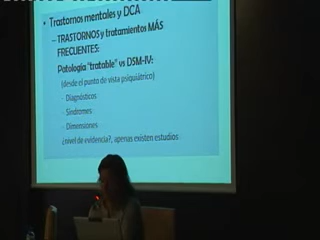 • Trastornos mentales y DCA
– TRASTORNOS y tratamientos MÁS
FRECUENTES:
Patología "tratable" vs DSM-IV:
(desde el punto de vista psiquiátrico)
- Diagnósticos
- Síndromes
- Dimensiones
¿nivel de evidencia?, apenas existen estudios